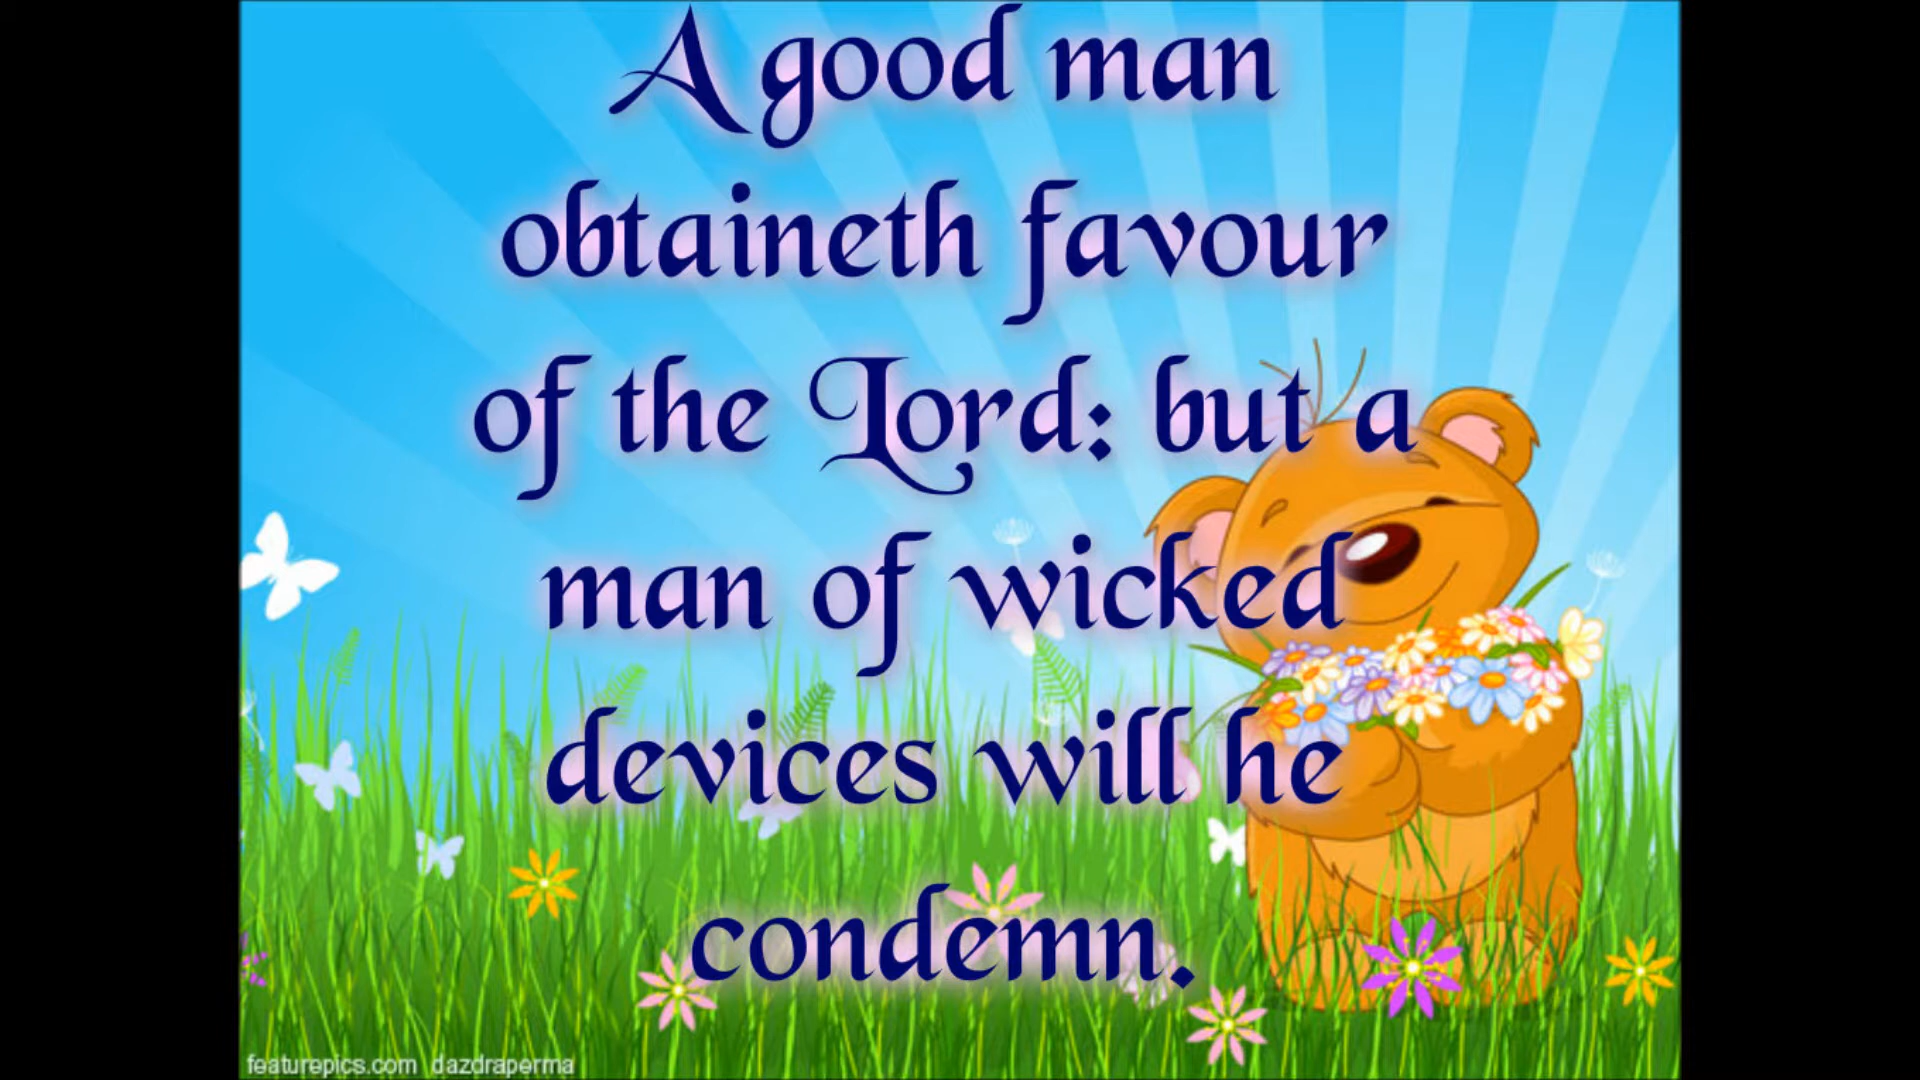 A good man
obtaineth favour
of the Lord: but a
man of wicked
devices will he
condemn.
featurepics.com dazdraperma